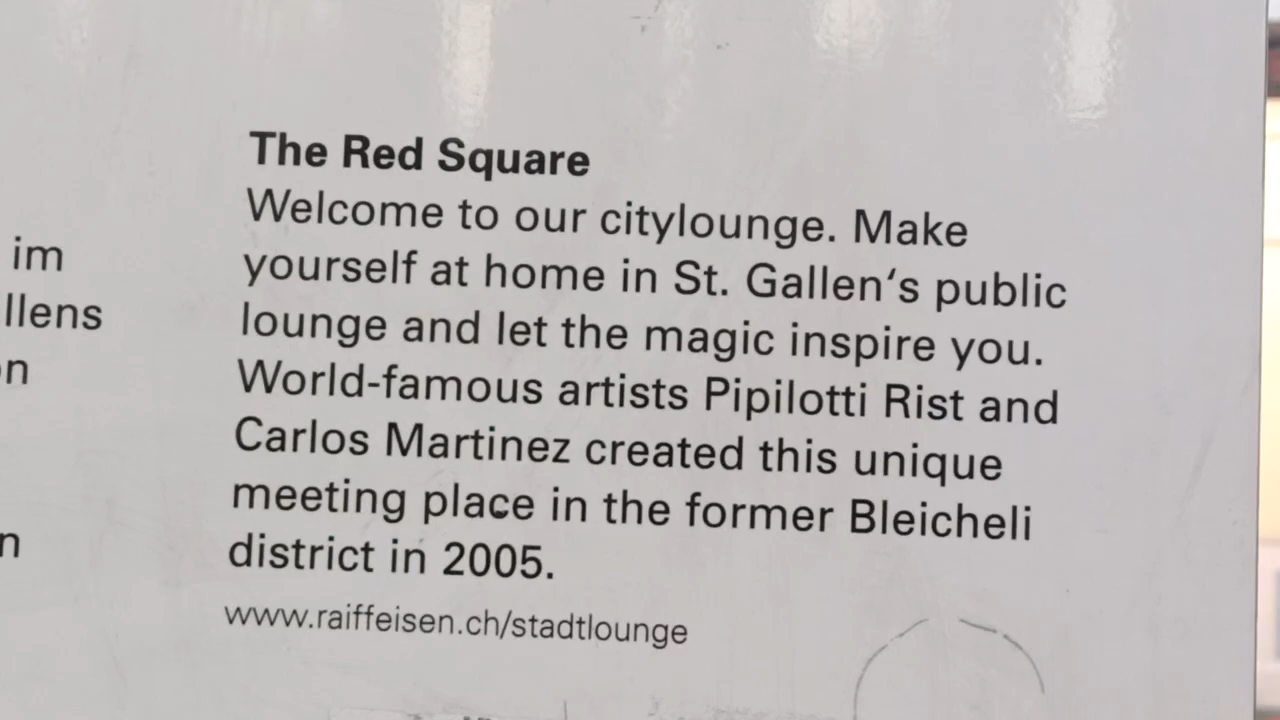 im
llens
n
n
The Red Square
Welcome to our citylounge. Make
yourself at home in St. Gallen‘s public
lounge and let the magic inspire you.
World-famous artists Pipilotti Rist and
Carlos Martinez created this unique
meeting place in the former Bleicheli
district in 2005.
www.raiffeisen.ch/stadtlounge